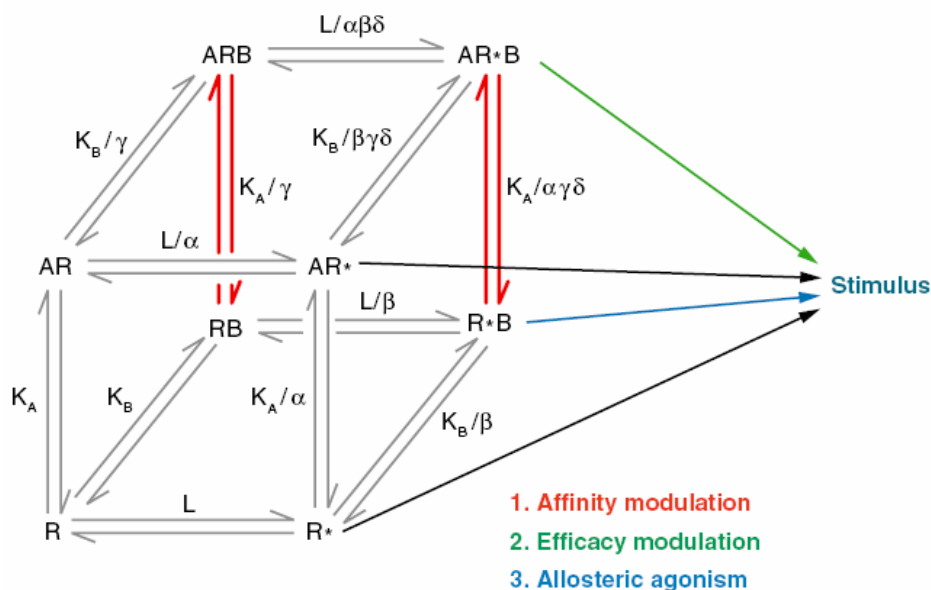 L/αβδ
ARB AR*B
K_B/γ K_B/βγδ
K_A/γ K_A/αγδ
L/α
AR AR* Stimulus
L/β
RB R*B
K_A K_B K_A/α K_B/β
L
R R*
1. Affinity modulation
2. Efficacy modulation
3. Allosteric agonism